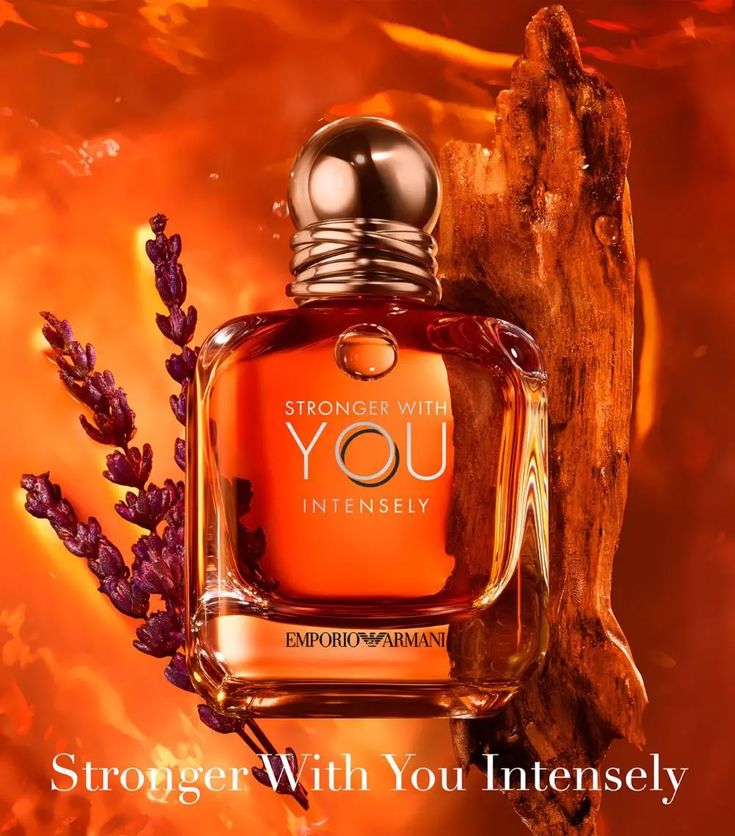 STRONGER WITH
YOU
INTENSELY
EMPORIO ARMANI
Stronger With You Intensely